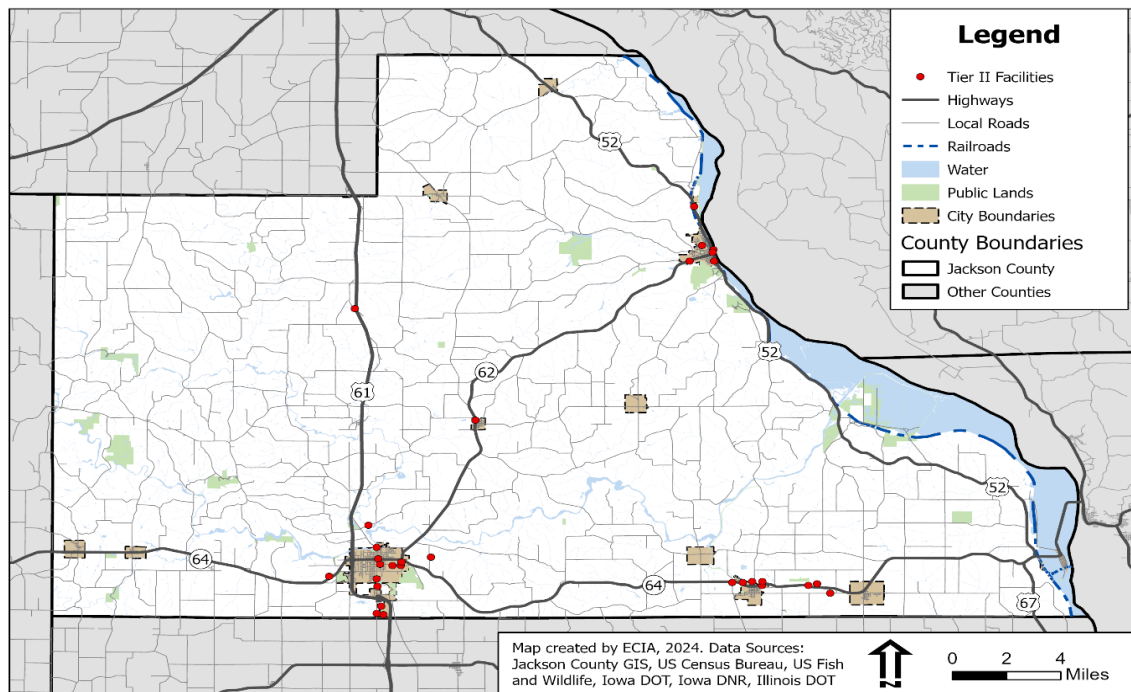 Legend
Tier II Facilities
Highways
Local Roads
Railroads
Water
Public Lands
City Boundaries
County Boundaries
Jackson County
Other Counties
52
52
62
61
52
64
64
67
Map created by ECIA, 2024. Data Sources:
Jackson County GIS, US Census Bureau, US Fish
and Wildlife, Iowa DOT, Iowa DNR, Illinois DOT
N
0 2 4
Miles